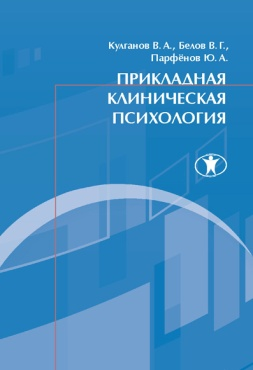 Кулганов В. А., Белов В. Г.,
Парфёнов Ю. А.
ПРИКЛАДНАЯ
КЛИНИЧЕСКАЯ
ПСИХОЛОГИЯ